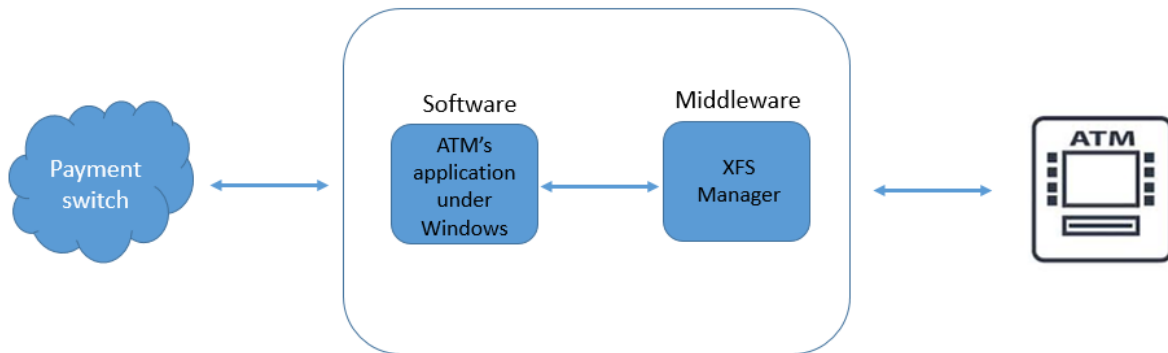 Payment
switch
Software
ATM's
application
under
Windows
Middleware
XFS
Manager
ATM